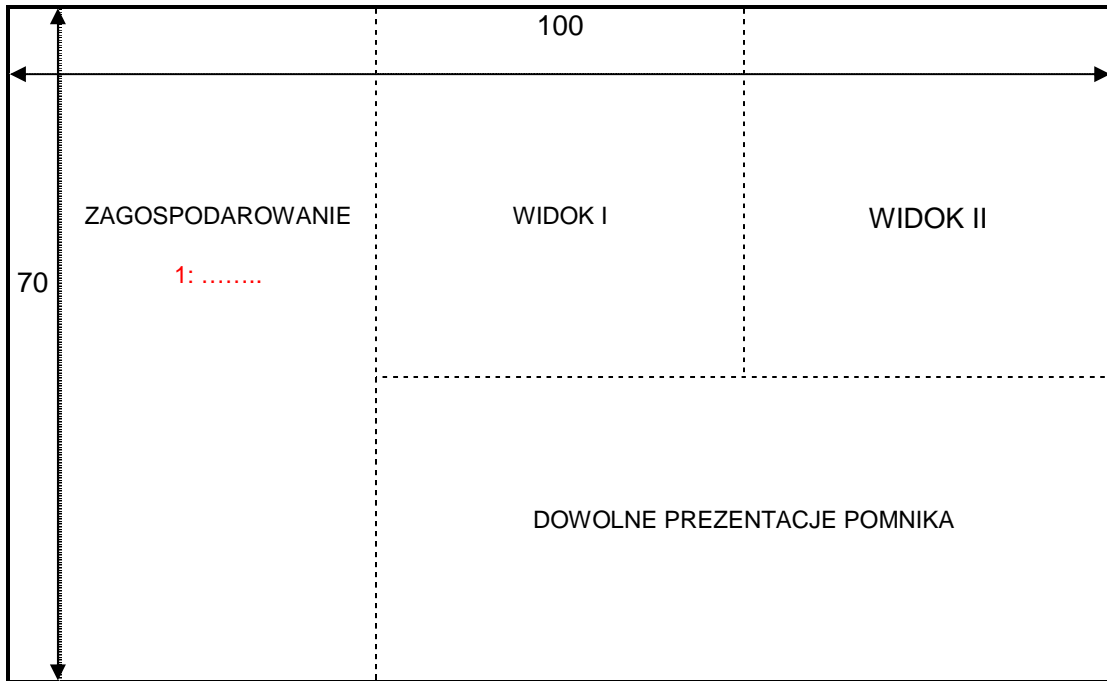 100
ZAGOSPODAROWANIE
WIDOK I
WIDOK II
1: ……..
70
DOWOLNE PREZENTACJE POMNIKA